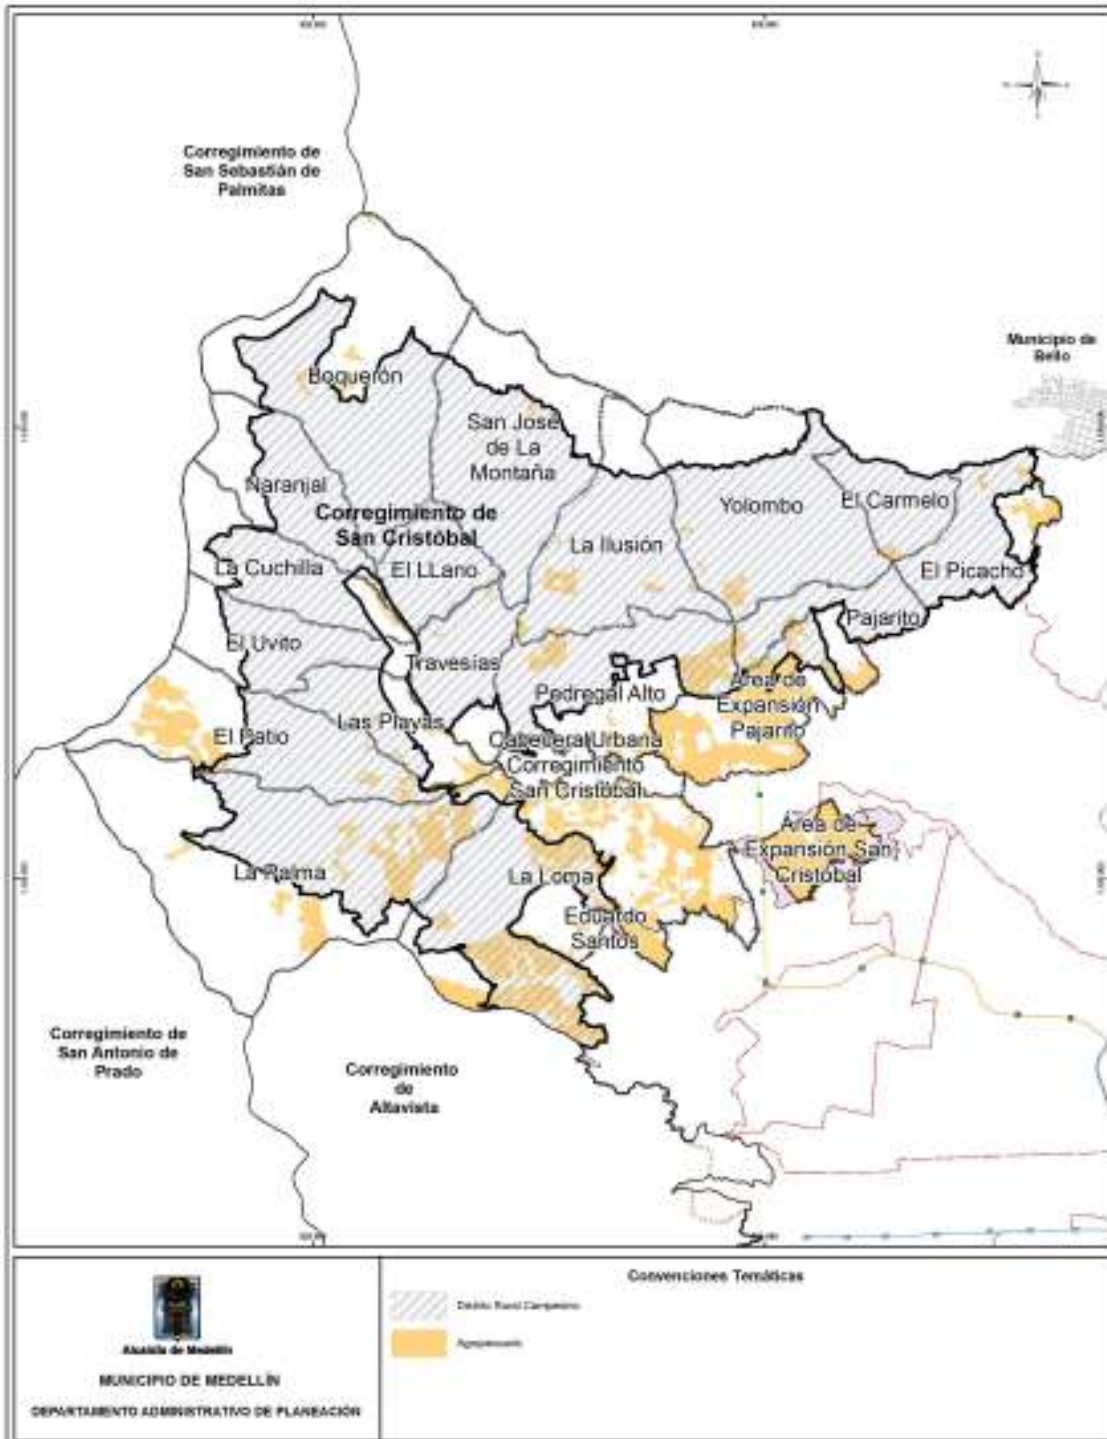 Corregimiento de
San Sebastián de
Palmitas
Municipio de
Bello
Boquerón
San José
de La
Montaña
Naranjal
Corregimiento de
San Cristóbal
Yolombo
El Carmelo
La Ilusión
La Cuchilla
El LLano
El Picacho
Pajarito
El Uvito
Travesías
Pedregal Alto
Área de
Expansión
Pajarito
Las Playas
El Patio
Cabeceral Urbana
Corregimiento
San Cristóbal
Área de
Expansión San
Cristóbal
La Palma
La Loma
Eduardo
Santos
Corregimiento de
San Antonio de
Prado
Corregimiento
de
Altavista
Convenciones Temáticas
Distrito Rural Campesino
Alcaldía de Medellín
MUNICIPIO DE MEDELLÍN
DEPARTAMENTO ADMINISTRATIVO DE PLANEACIÓN